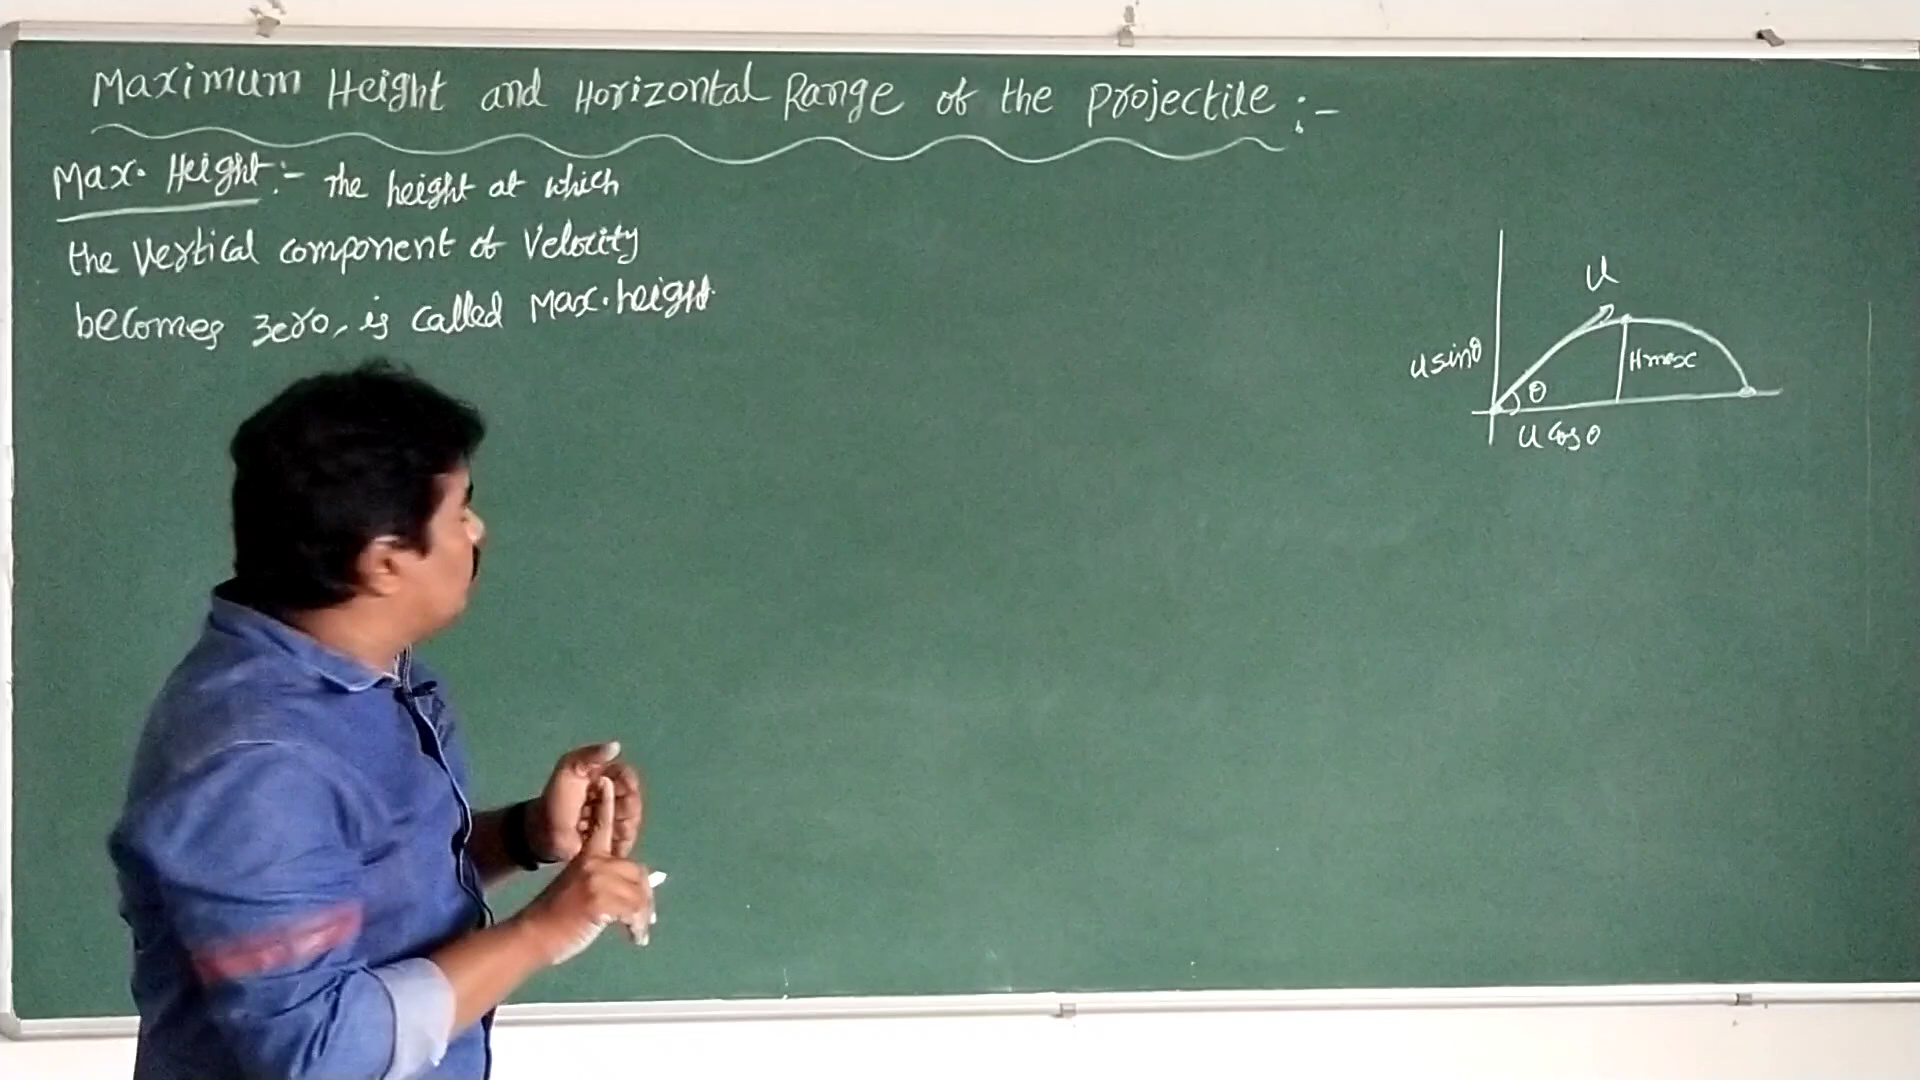 Maximum Height and Horizontal Range of the Projectile :-
Max. Height :- The height at which
the vertical component of velocity
becomes zero, is called Max. height.
u
u sinθ
Hmax
θ
u cosθ